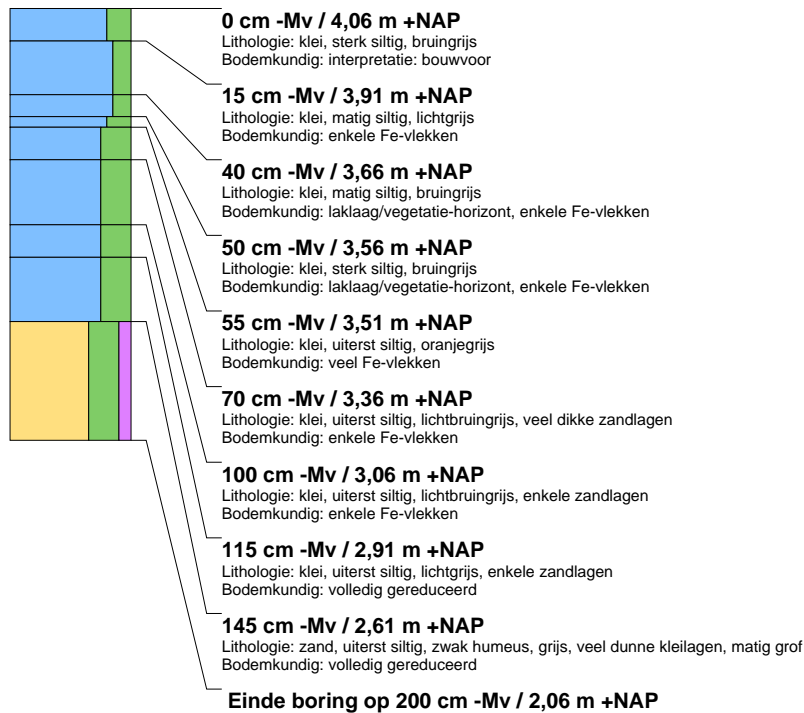 0 cm -Mv / 4,06 m +NAP
Lithologie: klei, sterk siltig, bruingrijs
Bodemkundig: interpretatie: bouwvoor
15 cm -Mv / 3,91 m +NAP
Lithologie: klei, matig siltig, lichtgrijs
Bodemkundig: enkele Fe-vlekken
40 cm -Mv / 3,66 m +NAP
Lithologie: klei, matig siltig, bruingrijs
Bodemkundig: laklaag/vegetatie-horizont, enkele Fe-vlekken
50 cm -Mv / 3,56 m +NAP
Lithologie: klei, sterk siltig, bruingrijs
Bodemkundig: laklaag/vegetatie-horizont, enkele Fe-vlekken
55 cm -Mv / 3,51 m +NAP
Lithologie: klei, uiterst siltig, oranjegrijs
Bodemkundig: veel Fe-vlekken
70 cm -Mv / 3,36 m +NAP
Lithologie: klei, uiterst siltig, lichtbruingrijs, veel dikke zandlagen
Bodemkundig: enkele Fe-vlekken
100 cm -Mv / 3,06 m +NAP
Lithologie: klei, uiterst siltig, lichtbruingrijs, enkele zandlagen
Bodemkundig: enkele Fe-vlekken
115 cm -Mv / 2,91 m +NAP
Lithologie: klei, uiterst siltig, lichtgrijs, enkele zandlagen
Bodemkundig: volledig gereduceerd
145 cm -Mv / 2,61 m +NAP
Lithologie: zand, uiterst siltig, zwak humeus, grijs, veel dunne kleilagen, matig grof
Bodemkundig: volledig gereduceerd
Einde boring op 200 cm -Mv / 2,06 m +NAP